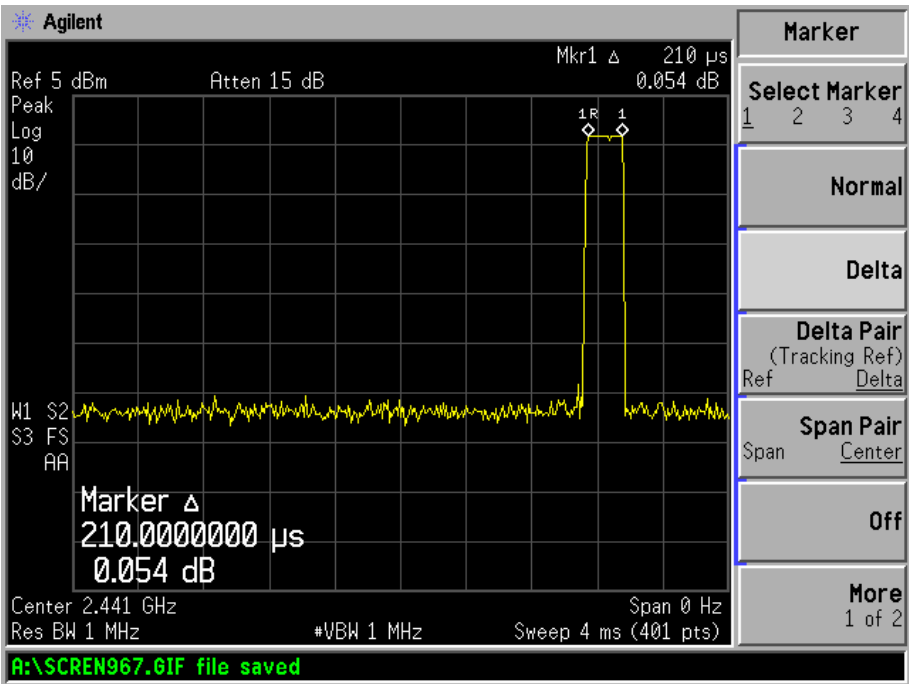 Agilent
Marker
Mkr1 Δ 210 µs
Ref 5 dBm Atten 15 dB 0.054 dB
Peak
Log
10
dB/
1R 1
W1 S2
S3 FS
AA
Marker Δ
210.0000000 µs
0.054 dB
Center 2.441 GHz Span 0 Hz
Res BW 1 MHz #VBW 1 MHz Sweep 4 ms (401 pts)
A:\SCREN967.GIF file saved
Select Marker
1 2 3 4
Normal
Delta
Delta Pair
(Tracking Ref)
Ref Delta
Span Pair
Span Center
Off
More
1 of 2